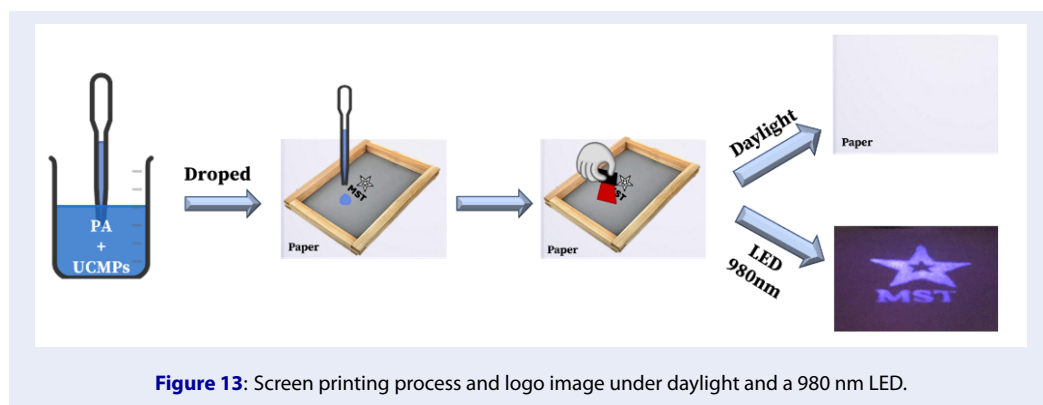 PA
+
UCMPs
Droped
MST
Paper
ST
Paper
Daylight
Paper
LED
980nm
MST
Figure 13: Screen printing process and logo image under daylight and a 980 nm LED.